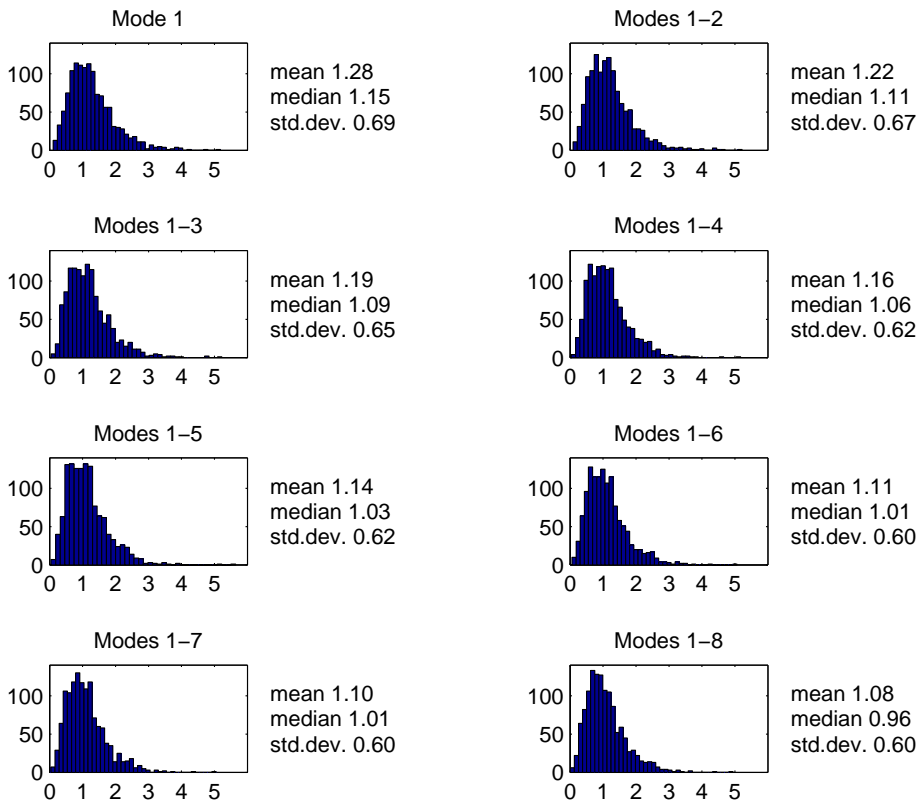 Mode 1
100
50
0
0 1 2 3 4 5
mean 1.28
median 1.15
std.dev. 0.69
Modes 1−2
100
50
0
0 1 2 3 4 5
mean 1.22
median 1.11
std.dev. 0.67
Modes 1−3
100
50
0
0 1 2 3 4 5
mean 1.19
median 1.09
std.dev. 0.65
Modes 1−4
100
50
0
0 1 2 3 4 5
mean 1.16
median 1.06
std.dev. 0.62
Modes 1−5
100
50
0
0 1 2 3 4 5
mean 1.14
median 1.03
std.dev. 0.62
Modes 1−6
100
50
0
0 1 2 3 4 5
mean 1.11
median 1.01
std.dev. 0.60
Modes 1−7
100
50
0
0 1 2 3 4 5
mean 1.10
median 1.01
std.dev. 0.60
Modes 1−8
100
50
0
0 1 2 3 4 5
mean 1.08
median 0.96
std.dev. 0.60